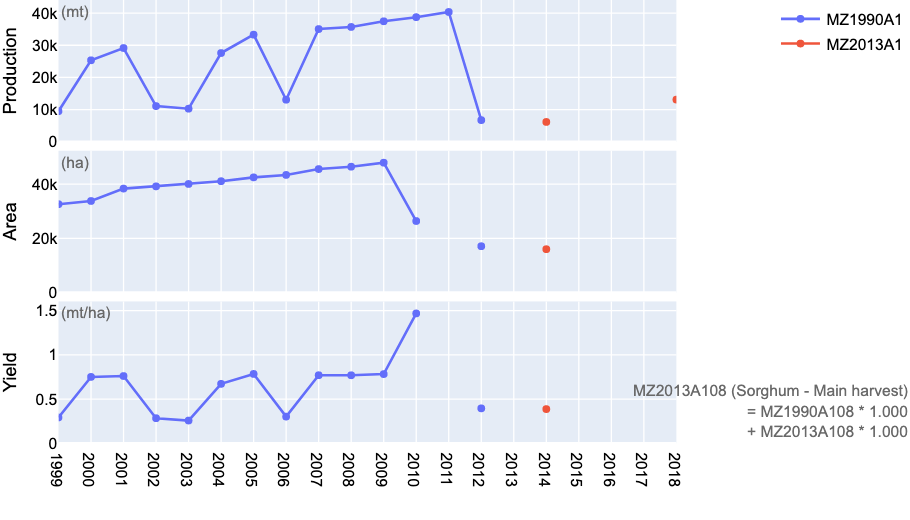 Production
(mt)
40k
30k
20k
10k
0
MZ1990A1
MZ2013A1
Area
(ha)
40k
20k
0
Yield
(mt/ha)
1.5
1
0.5
0
MZ2013A108 (Sorghum - Main harvest)
= MZ1990A108 * 1.000
+ MZ2013A108 * 1.000
1999
2000
2001
2002
2003
2004
2005
2006
2007
2008
2009
2010
2011
2012
2013
2014
2015
2016
2017
2018